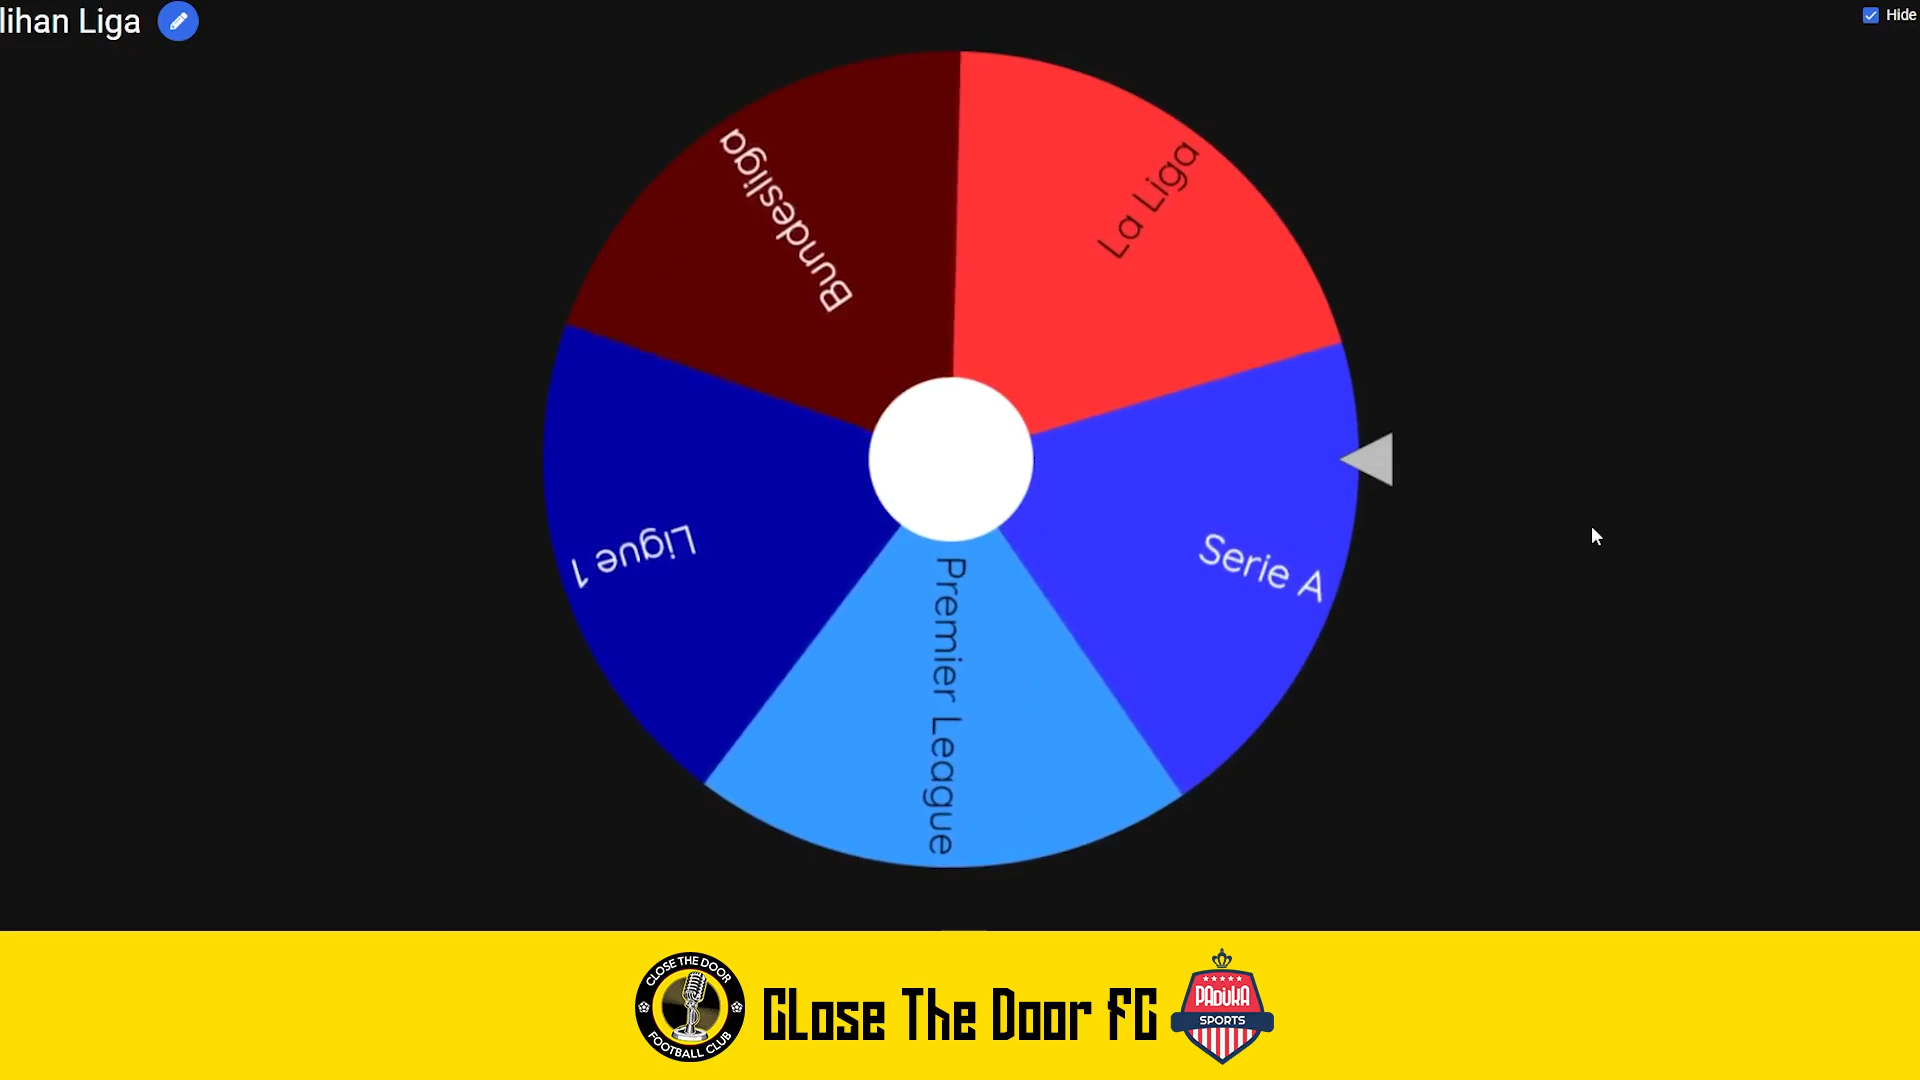 lihan Liga
Hide
Bundesliga
La Liga
Ligue 1
Serie A
Premier League
CLOSE THE DOOR
FOOTBALL CLUB
Close The Door FC
PADUKA
SPORTS